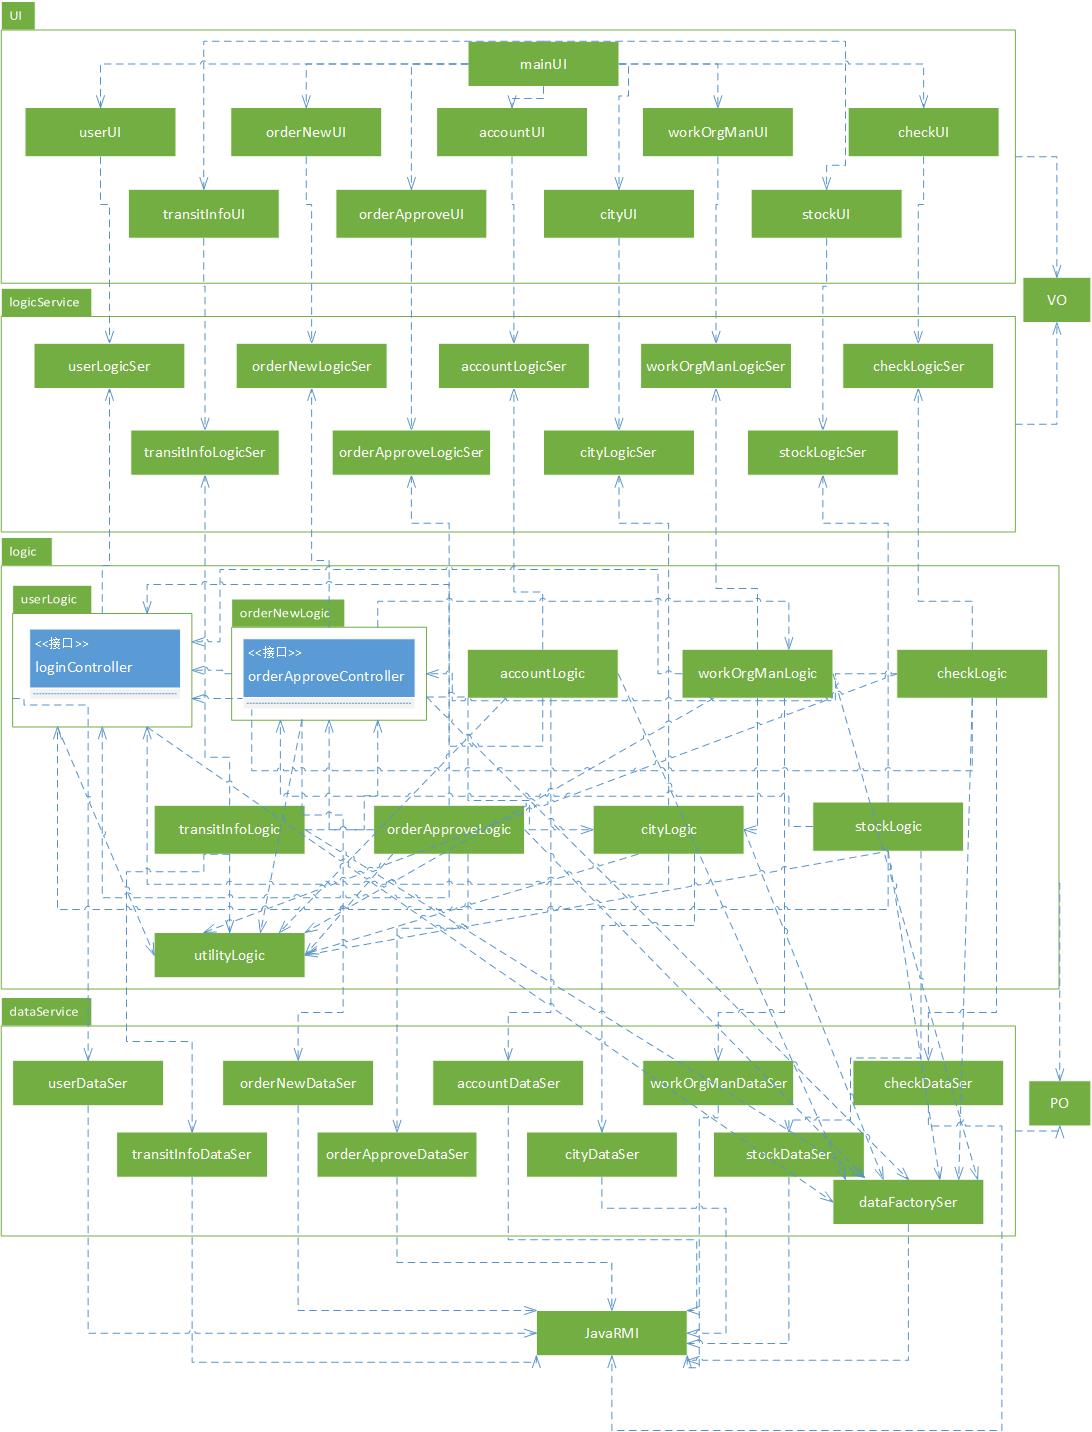 UI
mainUI
userUI
orderNewUI
accountUI
workOrgManUI
checkUI
transitInfoUI
orderApproveUI
cityUI
stockUI
logicService
VO
userLogicSer
orderNewLogicSer
accountLogicSer
workOrgManLogicSer
checkLogicSer
transitInfoLogicSer
orderApproveLogicSer
cityLogicSer
stockLogicSer
logic
userLogic
orderNewLogic
<<接口>>
loginController
<<接口>>
orderApproveController
accountLogic
workOrgManLogic
checkLogic
transitInfoLogic
orderApproveLogic
cityLogic
stockLogic
utilityLogic
dataService
userDataSer
orderNewDataSer
accountDataSer
workOrgManDataSer
checkDataSer
PO
transitInfoDataSer
orderApproveDataSer
cityDataSer
stockDataSer
dataFactorySer
JavaRMI